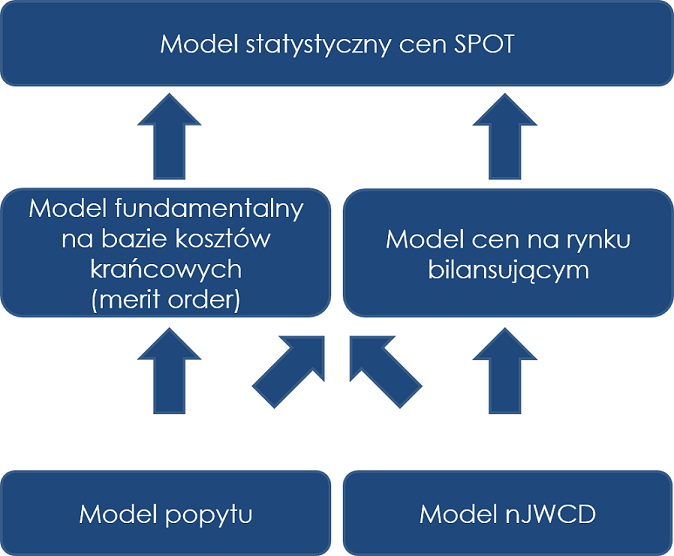 Model statystyczny cen SPOT
Model fundamentalny
na bazie kosztów
krańcowych
(merit order)
Model cen na rynku
bilansującym
Model popytu
Model nJWCD